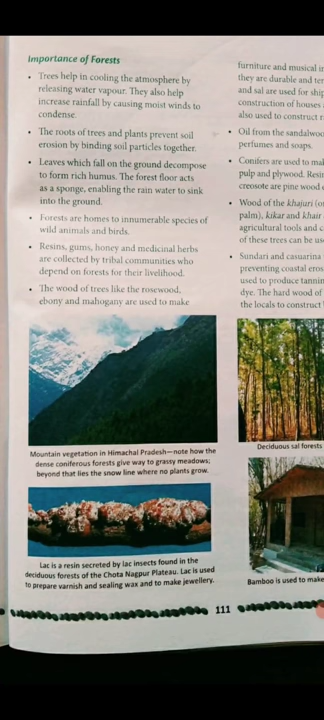 Importance of Forests
• Trees help in cooling the atmosphere by
releasing water vapour. They also help
increase rainfall by causing moist winds to
condense.
• The roots of trees and plants prevent soil
erosion by binding soil particles together.
• Leaves which fall on the ground decompose
to form rich humus. The forest floor acts
as a sponge, enabling the rain water to sink
into the ground.
• Forests are homes to innumerable species of
wild animals and birds.
• Resins, gums, honey and medicinal herbs
are collected by tribal communities who
depend on forests for their livelihood.
• The wood of trees like the rosewood,
ebony and mahogany are used to make
Mountain vegetation in Himachal Pradesh—note how the
dense coniferous forests give way to grassy meadows;
beyond that lies the snow line where no plants grow.
Lac is a resin secreted by lac insects found in the
deciduous forests of the Chota Nagpur Plateau. Lac is used
to prepare varnish and sealing wax and to make jewellery.
furniture and musical
they are durable and
and sal are used for
construction of houses
also used to construct
• Oil from the
perfumes and soaps.
• Conifers are used to
pulp and plywood.
creosote are pine wood
• Wood of the khajuri
palm), kikar and khair
agricultural tools and
of these trees can be
• Sundari and casuarina
preventing coastal
used to produce
dye. The hard wood of
the locals to construct
Deciduous sal forests
Bamboo is used to make
111